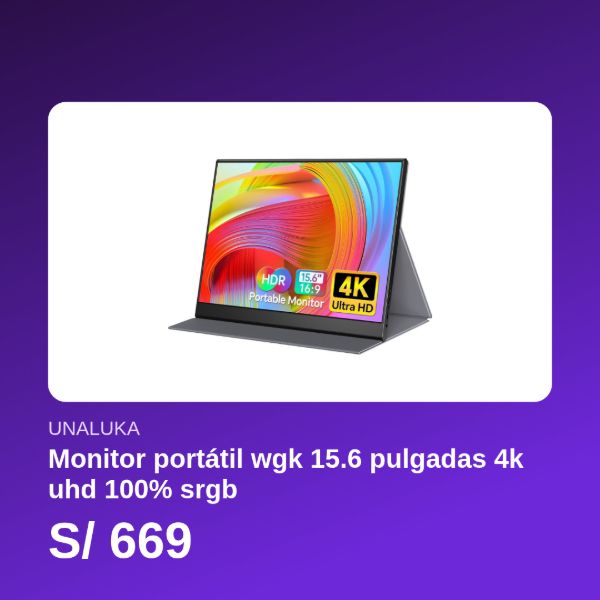 HDR
15.6"
16:9
Portable Monitor
4K
Ultra HD
UNALUKA
Monitor portátil wgk 15.6 pulgadas 4k
uhd 100% srgb
S/ 669